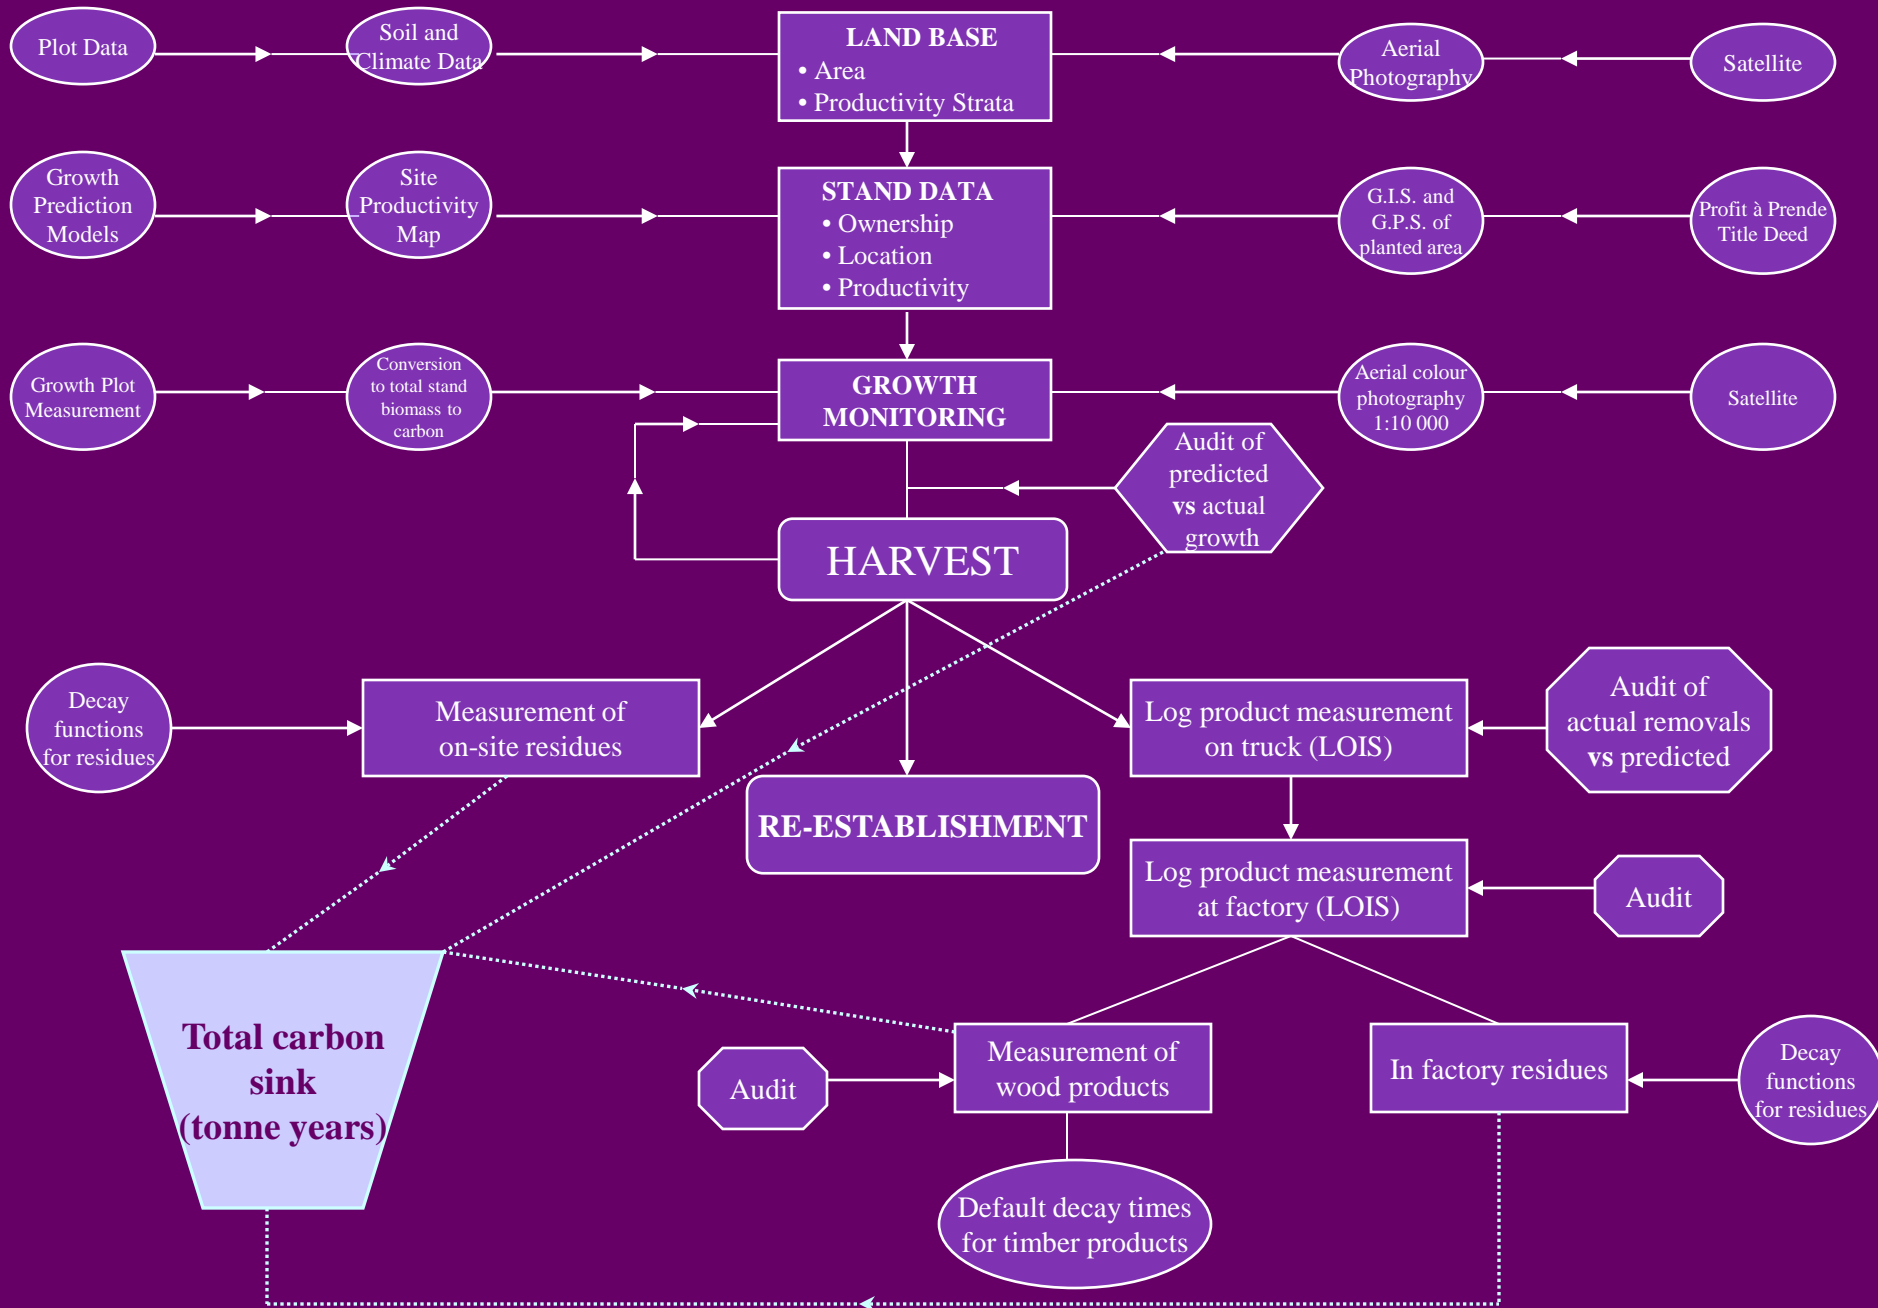 Plot Data
Soil and
Climate Data
LAND BASE
• Area
• Productivity Strata
Aerial
Photography
Satellite
Growth
Prediction
Models
Site
Productivity
Map
STAND DATA
• Ownership
• Location
• Productivity
G.I.S. and
G.P.S. of
planted area
Profit à Prende
Title Deed
Growth Plot
Measurement
Conversion
to total stand
biomass to
carbon
GROWTH
MONITORING
Aerial colour
photography
1:10 000
Satellite
Audit of
predicted
vs actual
growth
HARVEST
Decay
functions
for residues
Measurement of
on-site residues
Log product measurement
on truck (LOIS)
Audit of
actual removals
vs predicted
RE-ESTABLISHMENT
Log product measurement
at factory (LOIS)
Audit
Total carbon
sink
(tonne years)
Audit
Measurement of
wood products
In factory residues
Decay
functions
for residues
Default decay times
for timber products